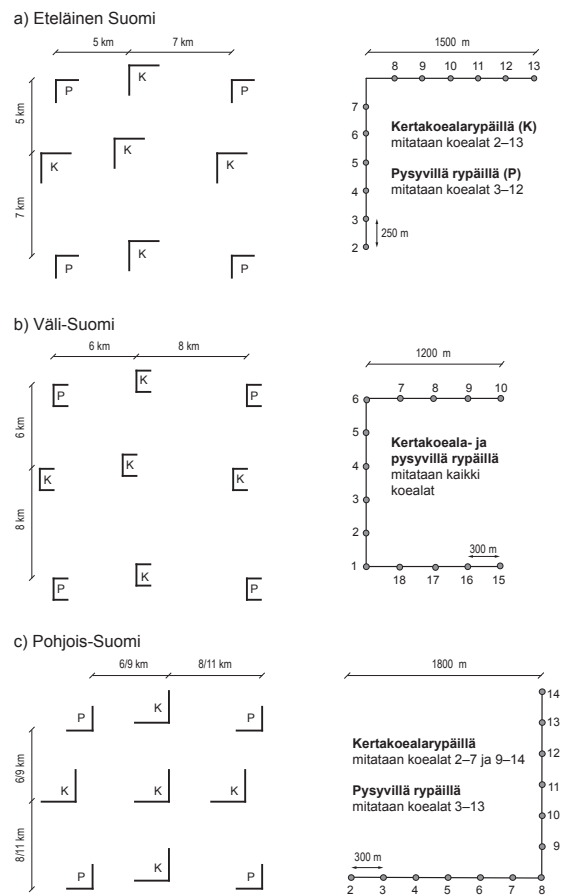 a) Eteläinen Suomi
5 km
7 km
5 km
7 km
P
K
P
K
K
K
P
K
P
1500 m
8 9 10 11 12 13
7
6
5
4
3
2
Kertakoealarypäillä (K)
mitataan koealat 2–13
Pysyvillä rypäillä (P)
mitataan koealat 3–12
250 m
b) Väli-Suomi
6 km
8 km
6 km
8 km
P
K
P
K
K
K
P
K
P
1200 m
6 7 8 9 10
5
4
3
2
1
18 17 16 15
Kertakoeala- ja
pysyvillä rypäillä
mitataan kaikki
koealat
300 m
c) Pohjois-Suomi
6/9 km
8/11 km
6/9 km
8/11 km
P
K
P
K
K
K
P
K
P
1800 m
14
13
12
11
10
9
Kertakoealarypäillä
mitataan koealat 2–7 ja 9–14
Pysyvillä rypäillä
mitataan koealat 3–13
300 m
2 3 4 5 6 7 8